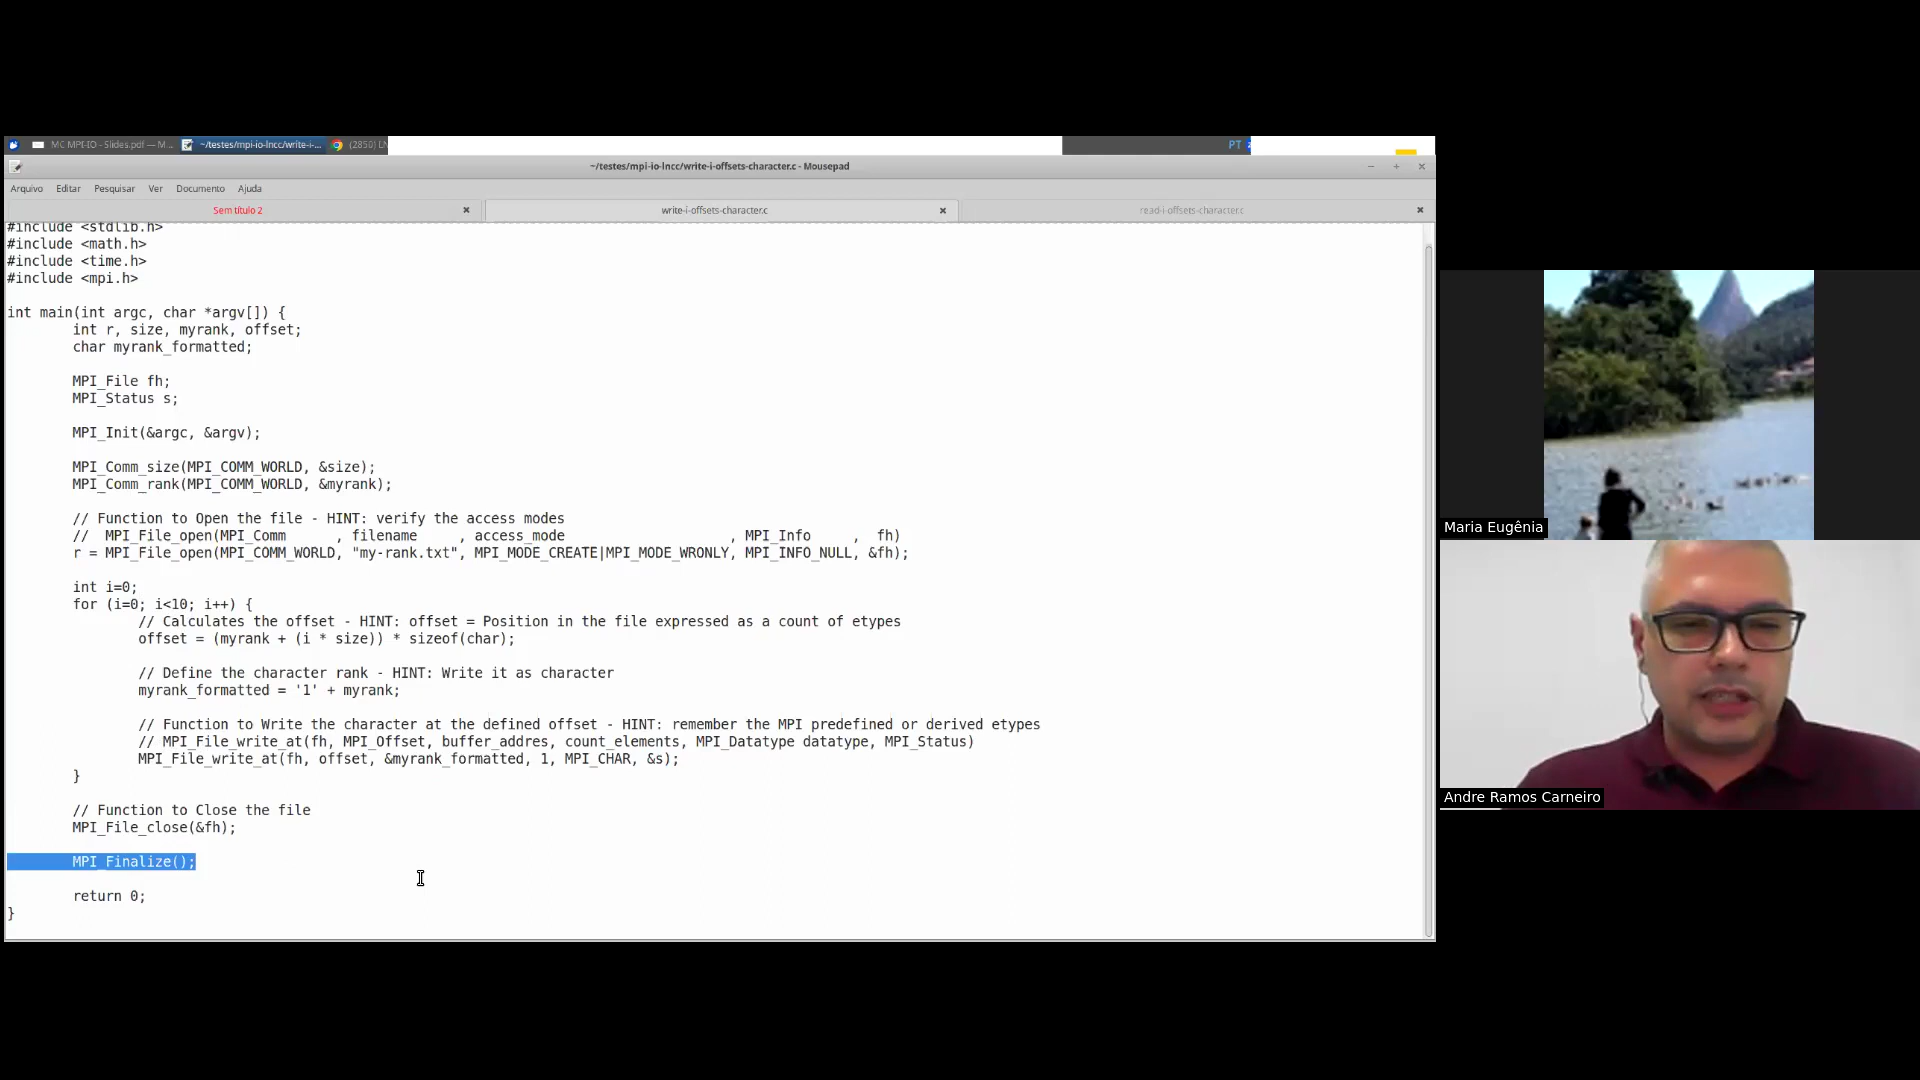 MC MPI-IO - Slides.pdf — M... ~/testes/mpi-io-lncc/write-i-... (2850) LN PT
~/testes/mpi-io-lncc/write-i-offsets-character.c - Mousepad
Arquivo Editar Pesquisar Ver Documento Ajuda
Sem título 2 write-i-offsets-character.c read-i-offsets-character.c
#include <stdlib.h>
#include <math.h>
#include <time.h>
#include <mpi.h>
int main(int argc, char *argv[]) {
int r, size, myrank, offset;
char myrank_formatted;
MPI_File fh;
MPI_Status s;
MPI_Init(&argc, &argv);
MPI_Comm_size(MPI_COMM_WORLD, &size);
MPI_Comm_rank(MPI_COMM_WORLD, &myrank);
// Function to Open the file - HINT: verify the access modes
// MPI_File_open(MPI_Comm , filename , access_mode , MPI_Info , fh)
r = MPI_File_open(MPI_COMM_WORLD, "my-rank.txt", MPI_MODE_CREATE|MPI_MODE_WRONLY, MPI_INFO_NULL, &fh);
int i=0;
for (i=0; i<10; i++) {
// Calculates the offset - HINT: offset = Position in the file expressed as a count of etypes
offset = (myrank + (i * size)) * sizeof(char);
// Define the character rank - HINT: Write it as character
myrank_formatted = '1' + myrank;
// Function to Write the character at the defined offset - HINT: remember the MPI predefined or derived etypes
// MPI_File_write_at(fh, MPI_Offset, buffer_addres, count_elements, MPI_Datatype datatype, MPI_Status)
MPI_File_write_at(fh, offset, &myrank_formatted, 1, MPI_CHAR, &s);
}
// Function to Close the file
MPI_File_close(&fh);
MPI_Finalize();
return 0;
}
Maria Eugênia
Andre Ramos Carneiro